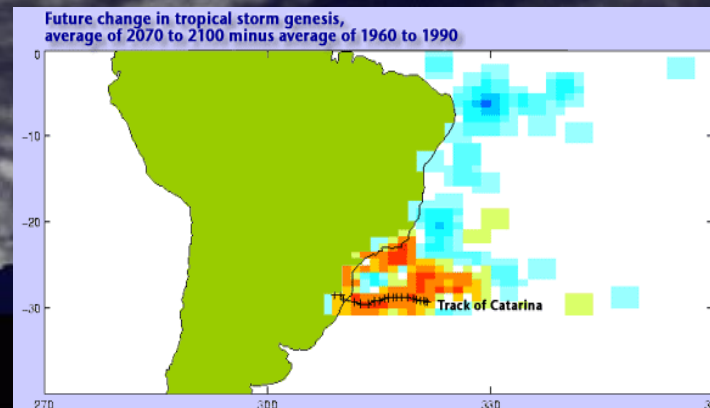 Future change in tropical storm genesis,
average of 2070 to 2100 minus average of 1960 to 1990
0
-10
-20
-30
Track of Catarina
270
300
330